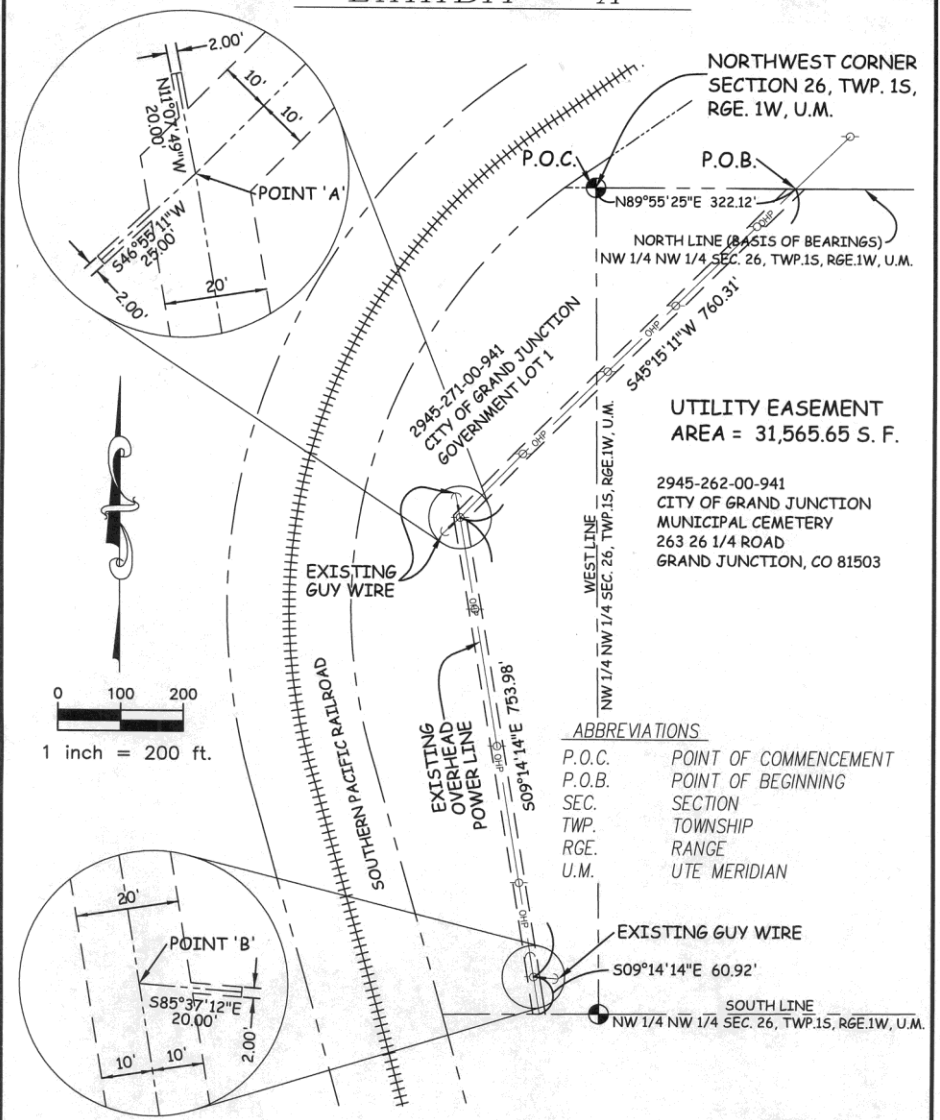 EXHIBIT "A"
2.00'
10'
10'
N11°07'49"W
20.00'
POINT 'A'
S46°55'11"W
25.00'
2.00'
20'
NORTHWEST CORNER
SECTION 26, TWP. 1S,
RGE. 1W, U.M.
P.O.C.
P.O.B.
N89°55'25"E 322.12'
NORTH LINE (BASIS OF BEARINGS)
NW 1/4 NW 1/4 SEC. 26, TWP.1S, RGE.1W, U.M.
OHP
OHP
OHP
OHP
S45°15'11"W 760.31'
2945-271-00-941
CITY OF GRAND JUNCTION
GOVERNMENT LOT 1
UTILITY EASEMENT
AREA = 31,565.65 S. F.
2945-262-00-941
CITY OF GRAND JUNCTION
MUNICIPAL CEMETERY
263 26 1/4 ROAD
GRAND JUNCTION, CO 81503
WEST LINE
NW 1/4 NW 1/4 SEC. 26, TWP.1S, RGE.1W, U.M.
EXISTING
GUY WIRE
OHP
0 100 200
1 inch = 200 ft.
SOUTHERN PACIFIC RAILROAD
EXISTING
OVERHEAD
POWER LINE
OHP
S09°14'14"E 753.98'
OHP
ABBREVIATIONS
P.O.C. POINT OF COMMENCEMENT
P.O.B. POINT OF BEGINNING
SEC. SECTION
TWP. TOWNSHIP
RGE. RANGE
U.M. UTE MERIDIAN
20'
POINT 'B'
S85°37'12"E
20.00'
2.00'
10'
10'
EXISTING GUY WIRE
S09°14'14"E 60.92'
SOUTH LINE
NW 1/4 NW 1/4 SEC. 26, TWP.1S, RGE.1W, U.M.